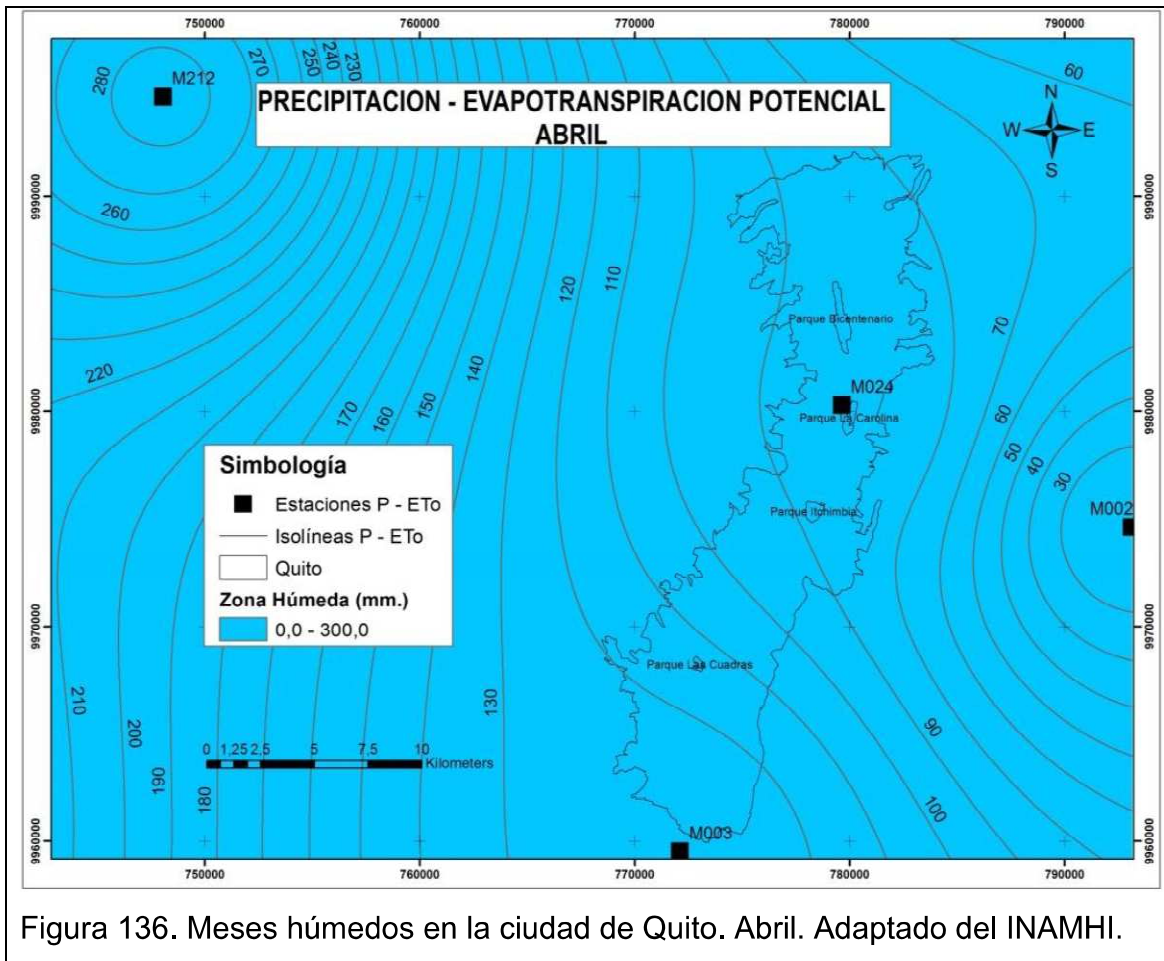 750000 760000 770000 780000 790000
280
M212
270
250
240
230
60
PRECIPITACION - EVAPOTRANSPIRACION POTENCIAL
ABRIL
N
W E
S
9990000
9990000
260
120
110
70
Parque Bicentenario
220
170
160
150
140
M024
Parque La Carolina
9980000
9980000
60
50
40
30
M002
Simbología
Estaciones P - ETo
Isolíneas P - ETo
Quito
Zona Húmeda (mm.)
0,0 - 300,0
Parque Itchimbia
9970000
9970000
Parque Las Cuadras
210
200
190
180
130
90
100
0 1,25 2,5 5 7,5 10
Kilometers
M003
9960000
9960000
750000 760000 770000 780000 790000
Figura 136. Meses húmedos en la ciudad de Quito. Abril. Adaptado del INAMHI.